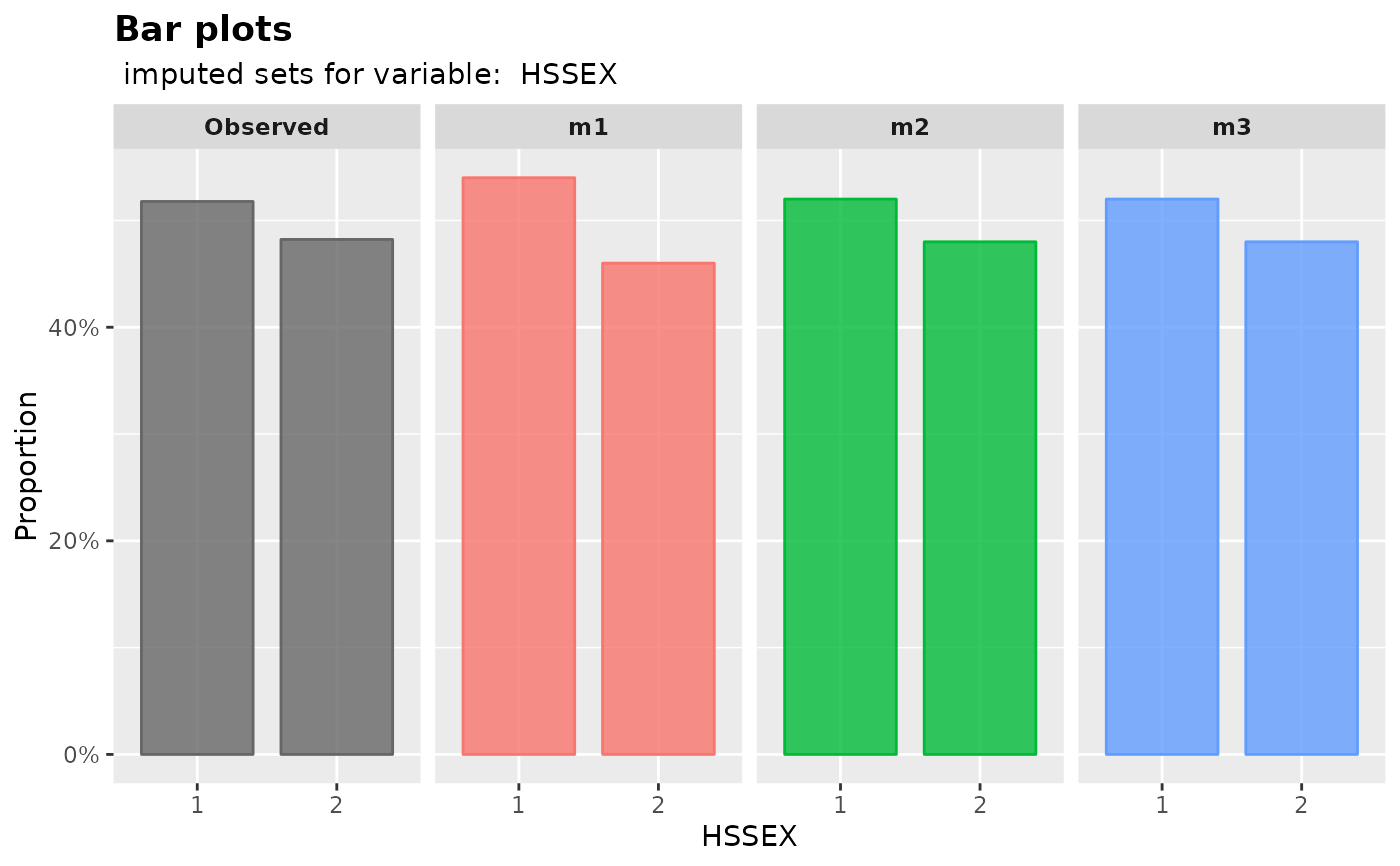 Bar plots
imputed sets for variable:  HSSEX
Observed m1 m2 m3
Proportion
40%
20%
0%
1 2 1 2 1 2 1 2
HSSEX